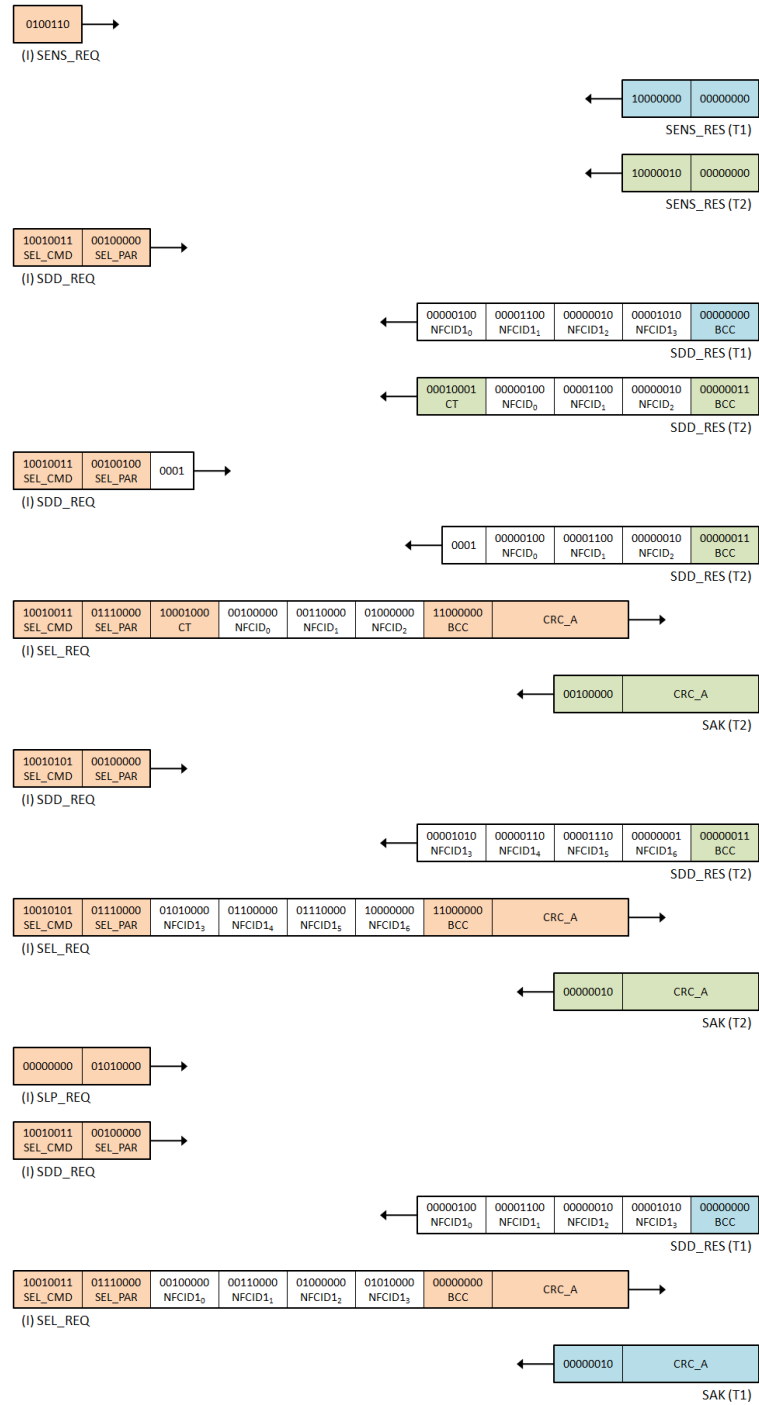 0100110
(I) SENS_REQ
10000000 00000000
SENS_RES (T1)
10000010 00000000
SENS_RES (T2)
10010011 00100000
SEL_CMD SEL_PAR
(I) SDD_REQ
00000100 00001100 00000010 00001010 00000000
NFCID1₀ NFCID1₁ NFCID1₂ NFCID1₃ BCC
SDD_RES (T1)
00010001 00000100 00001100 00000010 00000011
CT NFCID₀ NFCID₁ NFCID₂ BCC
SDD_RES (T2)
10010011 00100100 0001
SEL_CMD SEL_PAR
(I) SDD_REQ
0001 00000100 00001100 00000010 00000011
NFCID₀ NFCID₁ NFCID₂ BCC
SDD_RES (T2)
10010011 01110000 10001000 00100000 00110000 01000000 11000000 CRC_A
SEL_CMD SEL_PAR CT NFCID₀ NFCID₁ NFCID₂ BCC
(I) SEL_REQ
00100000 CRC_A
SAK (T2)
10010101 00100000
SEL_CMD SEL_PAR
(I) SDD_REQ
00001010 00000110 00001110 00000001 00000011
NFCID1₃ NFCID1₄ NFCID1₅ NFCID1₆ BCC
SDD_RES (T2)
10010101 01110000 01010000 01100000 01110000 10000000 11000000 CRC_A
SEL_CMD SEL_PAR NFCID1₃ NFCID1₄ NFCID1₅ NFCID1₆ BCC
(I) SEL_REQ
00000010 CRC_A
SAK (T2)
00000000 01010000
(I) SLP_REQ
10010011 00100000
SEL_CMD SEL_PAR
(I) SDD_REQ
00000100 00001100 00000010 00001010 00000000
NFCID1₀ NFCID1₁ NFCID1₂ NFCID1₃ BCC
SDD_RES (T1)
10010011 01110000 00100000 00110000 01000000 01010000 00000000 CRC_A
SEL_CMD SEL_PAR NFCID1₀ NFCID1₁ NFCID1₂ NFCID1₃ BCC
(I) SEL_REQ
00000010 CRC_A
SAK (T1)